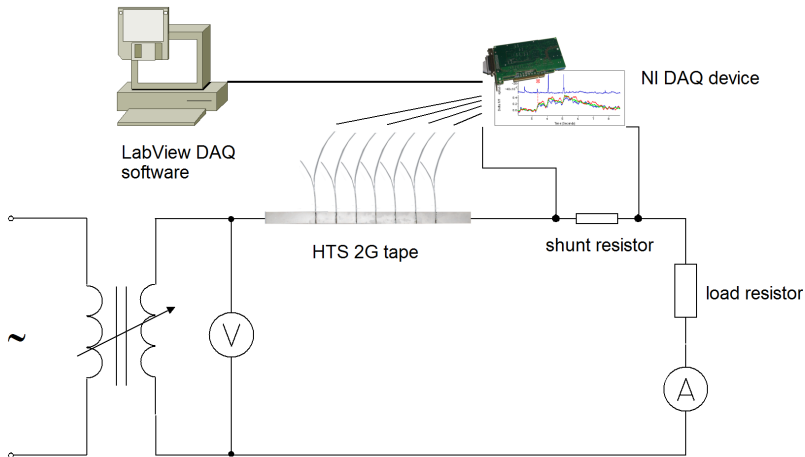 NI DAQ device
LabView DAQ
software
HTS 2G tape
shunt resistor
load resistor
V
A
~